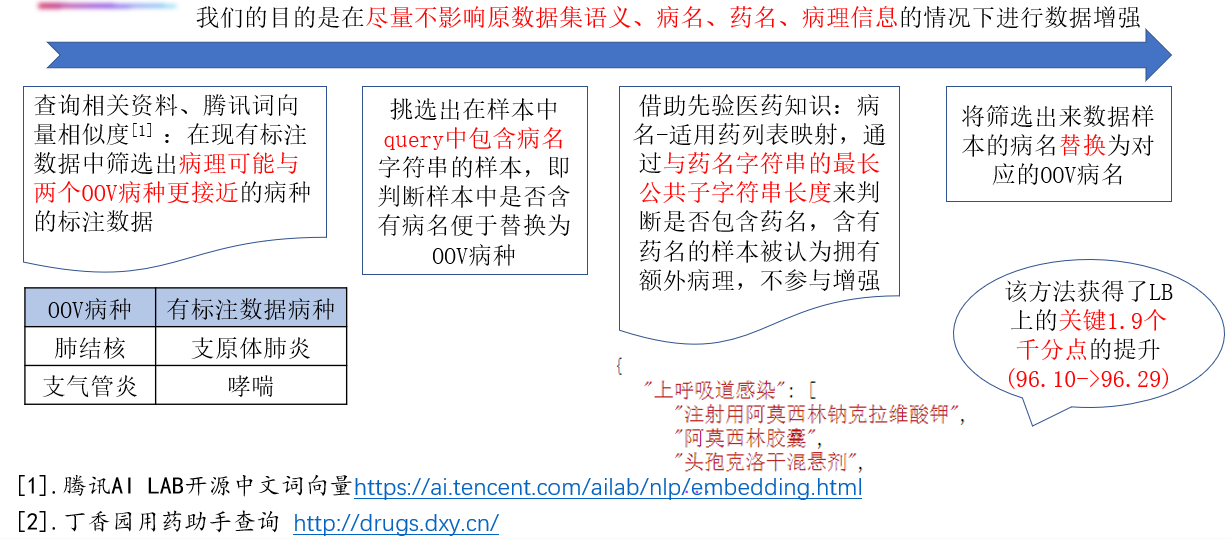 我们的目的是在尽量不影响原数据集语义、病名、药名、病理信息的情况下进行数据增强
查询相关资料、腾讯词向
量相似度[1] ：在现有标注
数据中筛选出病理可能与
两个OOV病种更接近的病种
的标注数据
挑选出在样本中
query中包含病名
字符串的样本，即
判断样本中是否含
有病名便于替换为
OOV病种
借助先验医药知识：病
名-适用药列表映射，通
过与药名字符串的最长
公共子字符串长度来判
断是否包含药名，含有
药名的样本被认为拥有
额外病理，不参与增强
将筛选出来数据样
本的病名替换为对
应的OOV病名
OOV病种 有标注数据病种
肺结核 支原体肺炎
支气管炎 哮喘
{
"上呼吸道感染": [
"注射用阿莫西林钠克拉维酸钾",
"阿莫西林胶囊",
"头孢克洛干混悬剂",
该方法获得了LB
上的关键1.9个
千分点的提升
(96.10->96.29)
[1].腾讯AI LAB开源中文词向量https://ai.tencent.com/ailab/nlp/embedding.html
[2].丁香园用药助手查询 http://drugs.dxy.cn/